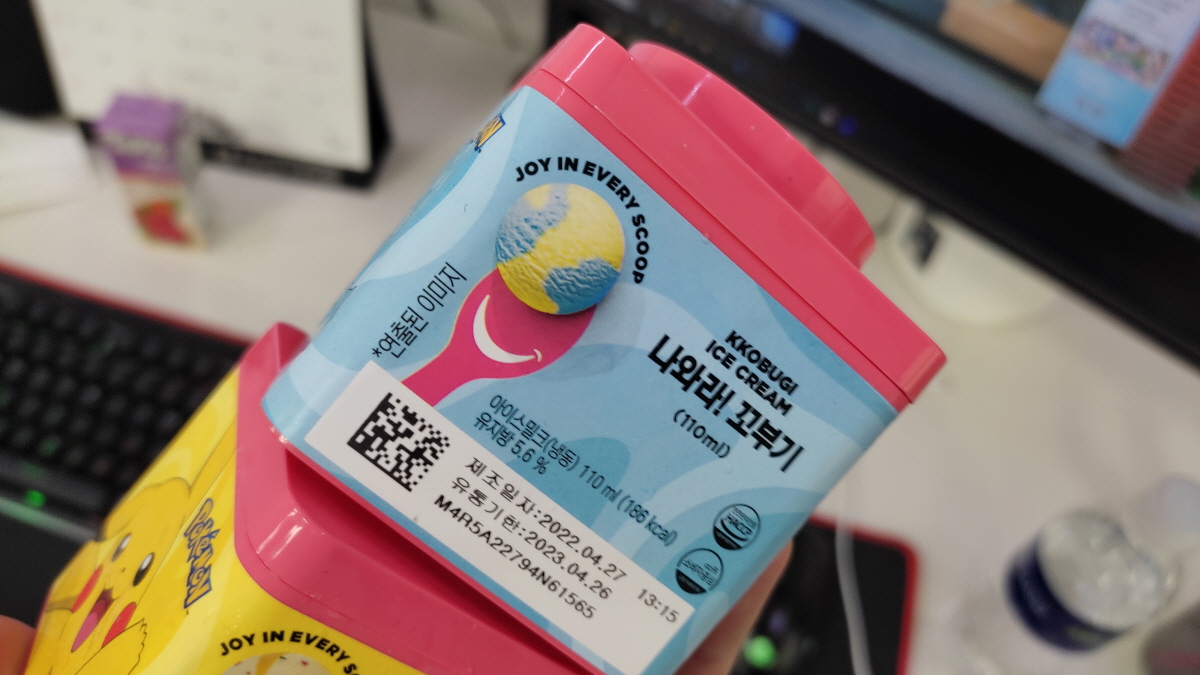 JOY IN EVERY SCOOP
*연출된 이미지
KKOBUGI
ICE CREAM
나와라! 꼬부기
(110ml)
아이스밀크(냉동) 110 ml (186 kcal)
유지방 5.6 %
제조일자:2022.04.27
유통기한:2023.04.26 13:15
M4R5A22794N61565
HACCP
POKÉMON
JOY IN EVERY